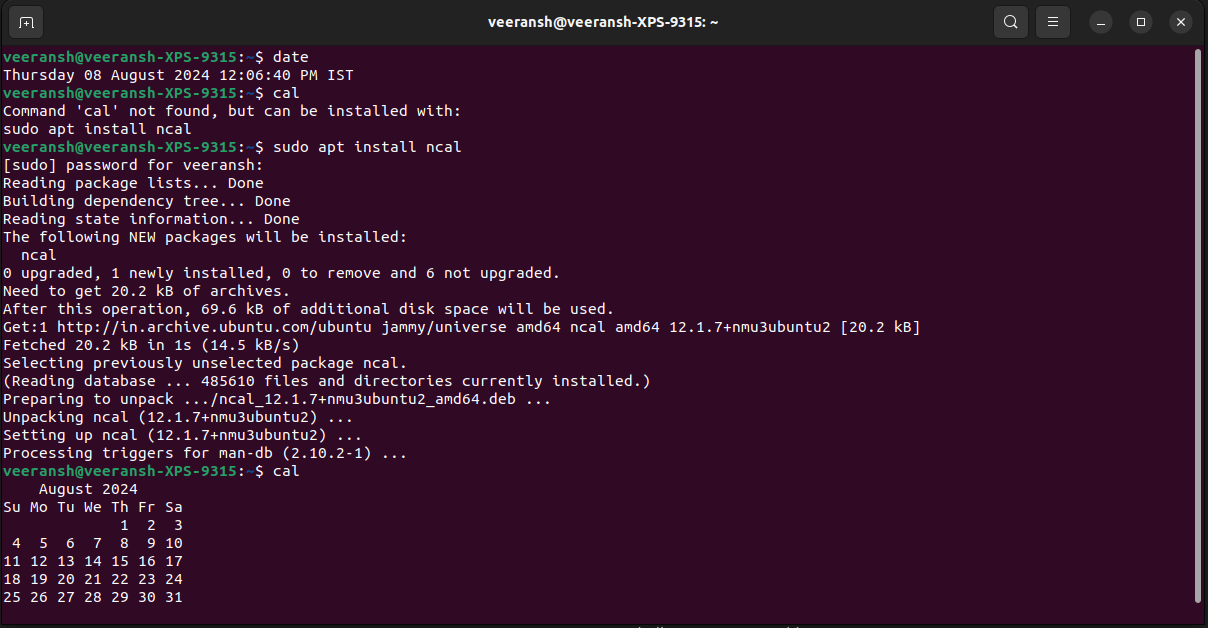 veeransh@veeransh-XPS-9315: ~
veeransh@veeransh-XPS-9315:~$ date
Thursday 08 August 2024 12:06:40 PM IST
veeransh@veeransh-XPS-9315:~$ cal
Command 'cal' not found, but can be installed with:
sudo apt install ncal
veeransh@veeransh-XPS-9315:~$ sudo apt install ncal
[sudo] password for veeransh:
Reading package lists... Done
Building dependency tree... Done
Reading state information... Done
The following NEW packages will be installed:
  ncal
0 upgraded, 1 newly installed, 0 to remove and 6 not upgraded.
Need to get 20.2 kB of archives.
After this operation, 69.6 kB of additional disk space will be used.
Get:1 http://in.archive.ubuntu.com/ubuntu jammy/universe amd64 ncal amd64 12.1.7+nmu3ubuntu2 [20.2 kB]
Fetched 20.2 kB in 1s (14.5 kB/s)
Selecting previously unselected package ncal.
(Reading database ... 485610 files and directories currently installed.)
Preparing to unpack .../ncal_12.1.7+nmu3ubuntu2_amd64.deb ...
Unpacking ncal (12.1.7+nmu3ubuntu2) ...
Setting up ncal (12.1.7+nmu3ubuntu2) ...
Processing triggers for man-db (2.10.2-1) ...
veeransh@veeransh-XPS-9315:~$ cal
    August 2024
Su Mo Tu We Th Fr Sa
             1  2  3
 4  5  6  7  8  9 10
11 12 13 14 15 16 17
18 19 20 21 22 23 24
25 26 27 28 29 30 31